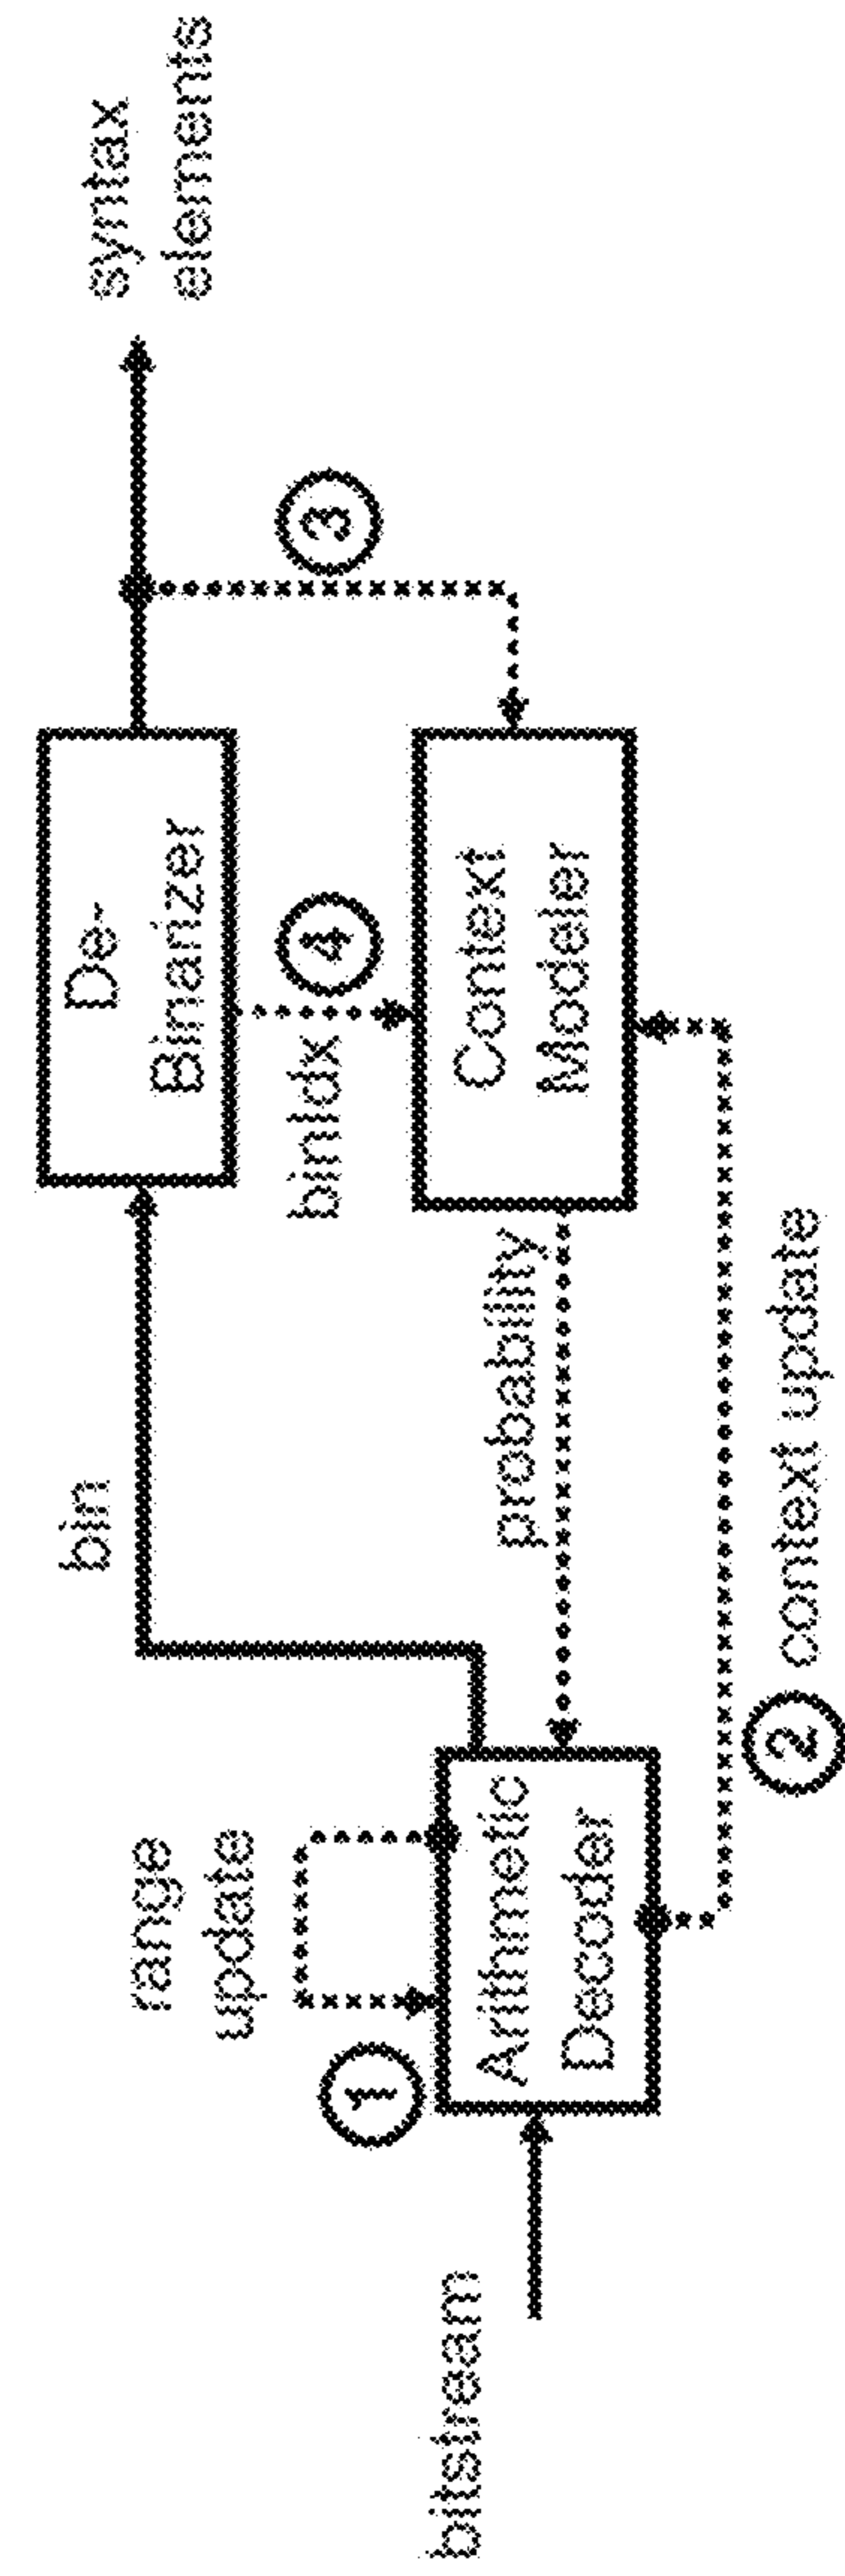 bitstream
1
range
update
Arithmetic
Decoder
bin
probability
2 context update
De-
Binarizer
binIdx
4
Context
Modeler
3
syntax
elements